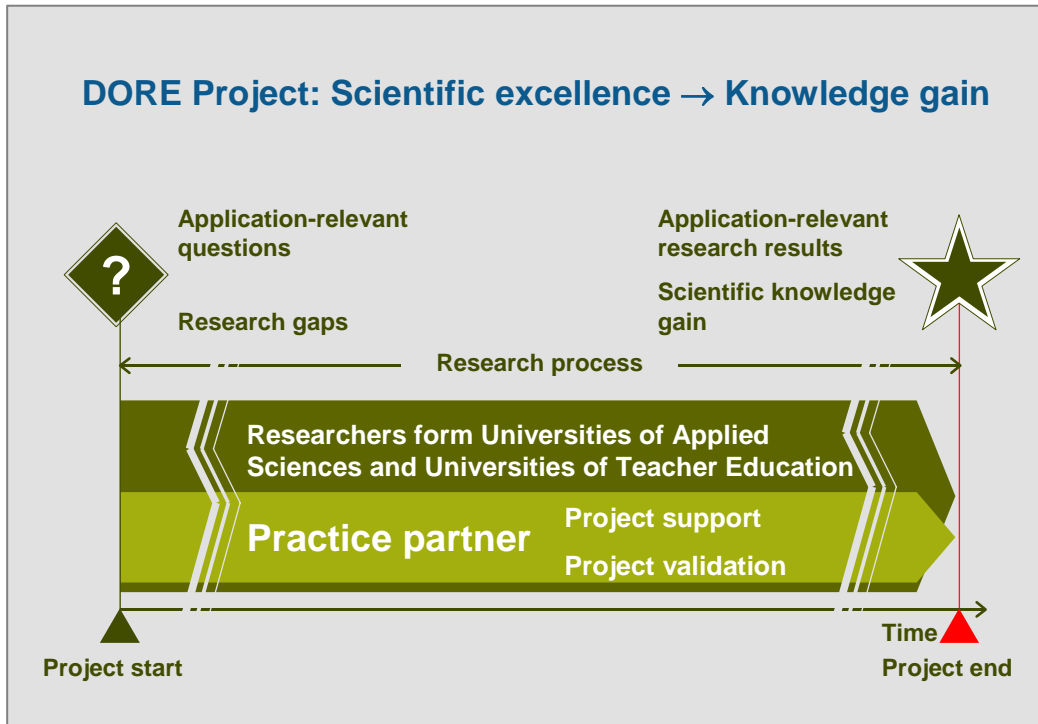 DORE Project: Scientific excellence → Knowledge gain
Application-relevant
questions
Research gaps
?
Application-relevant
research results
Scientific knowledge
gain
Research process
Researchers form Universities of Applied
Sciences and Universities of Teacher Education
Practice partner
Project support
Project validation
Time
Project start
Project end